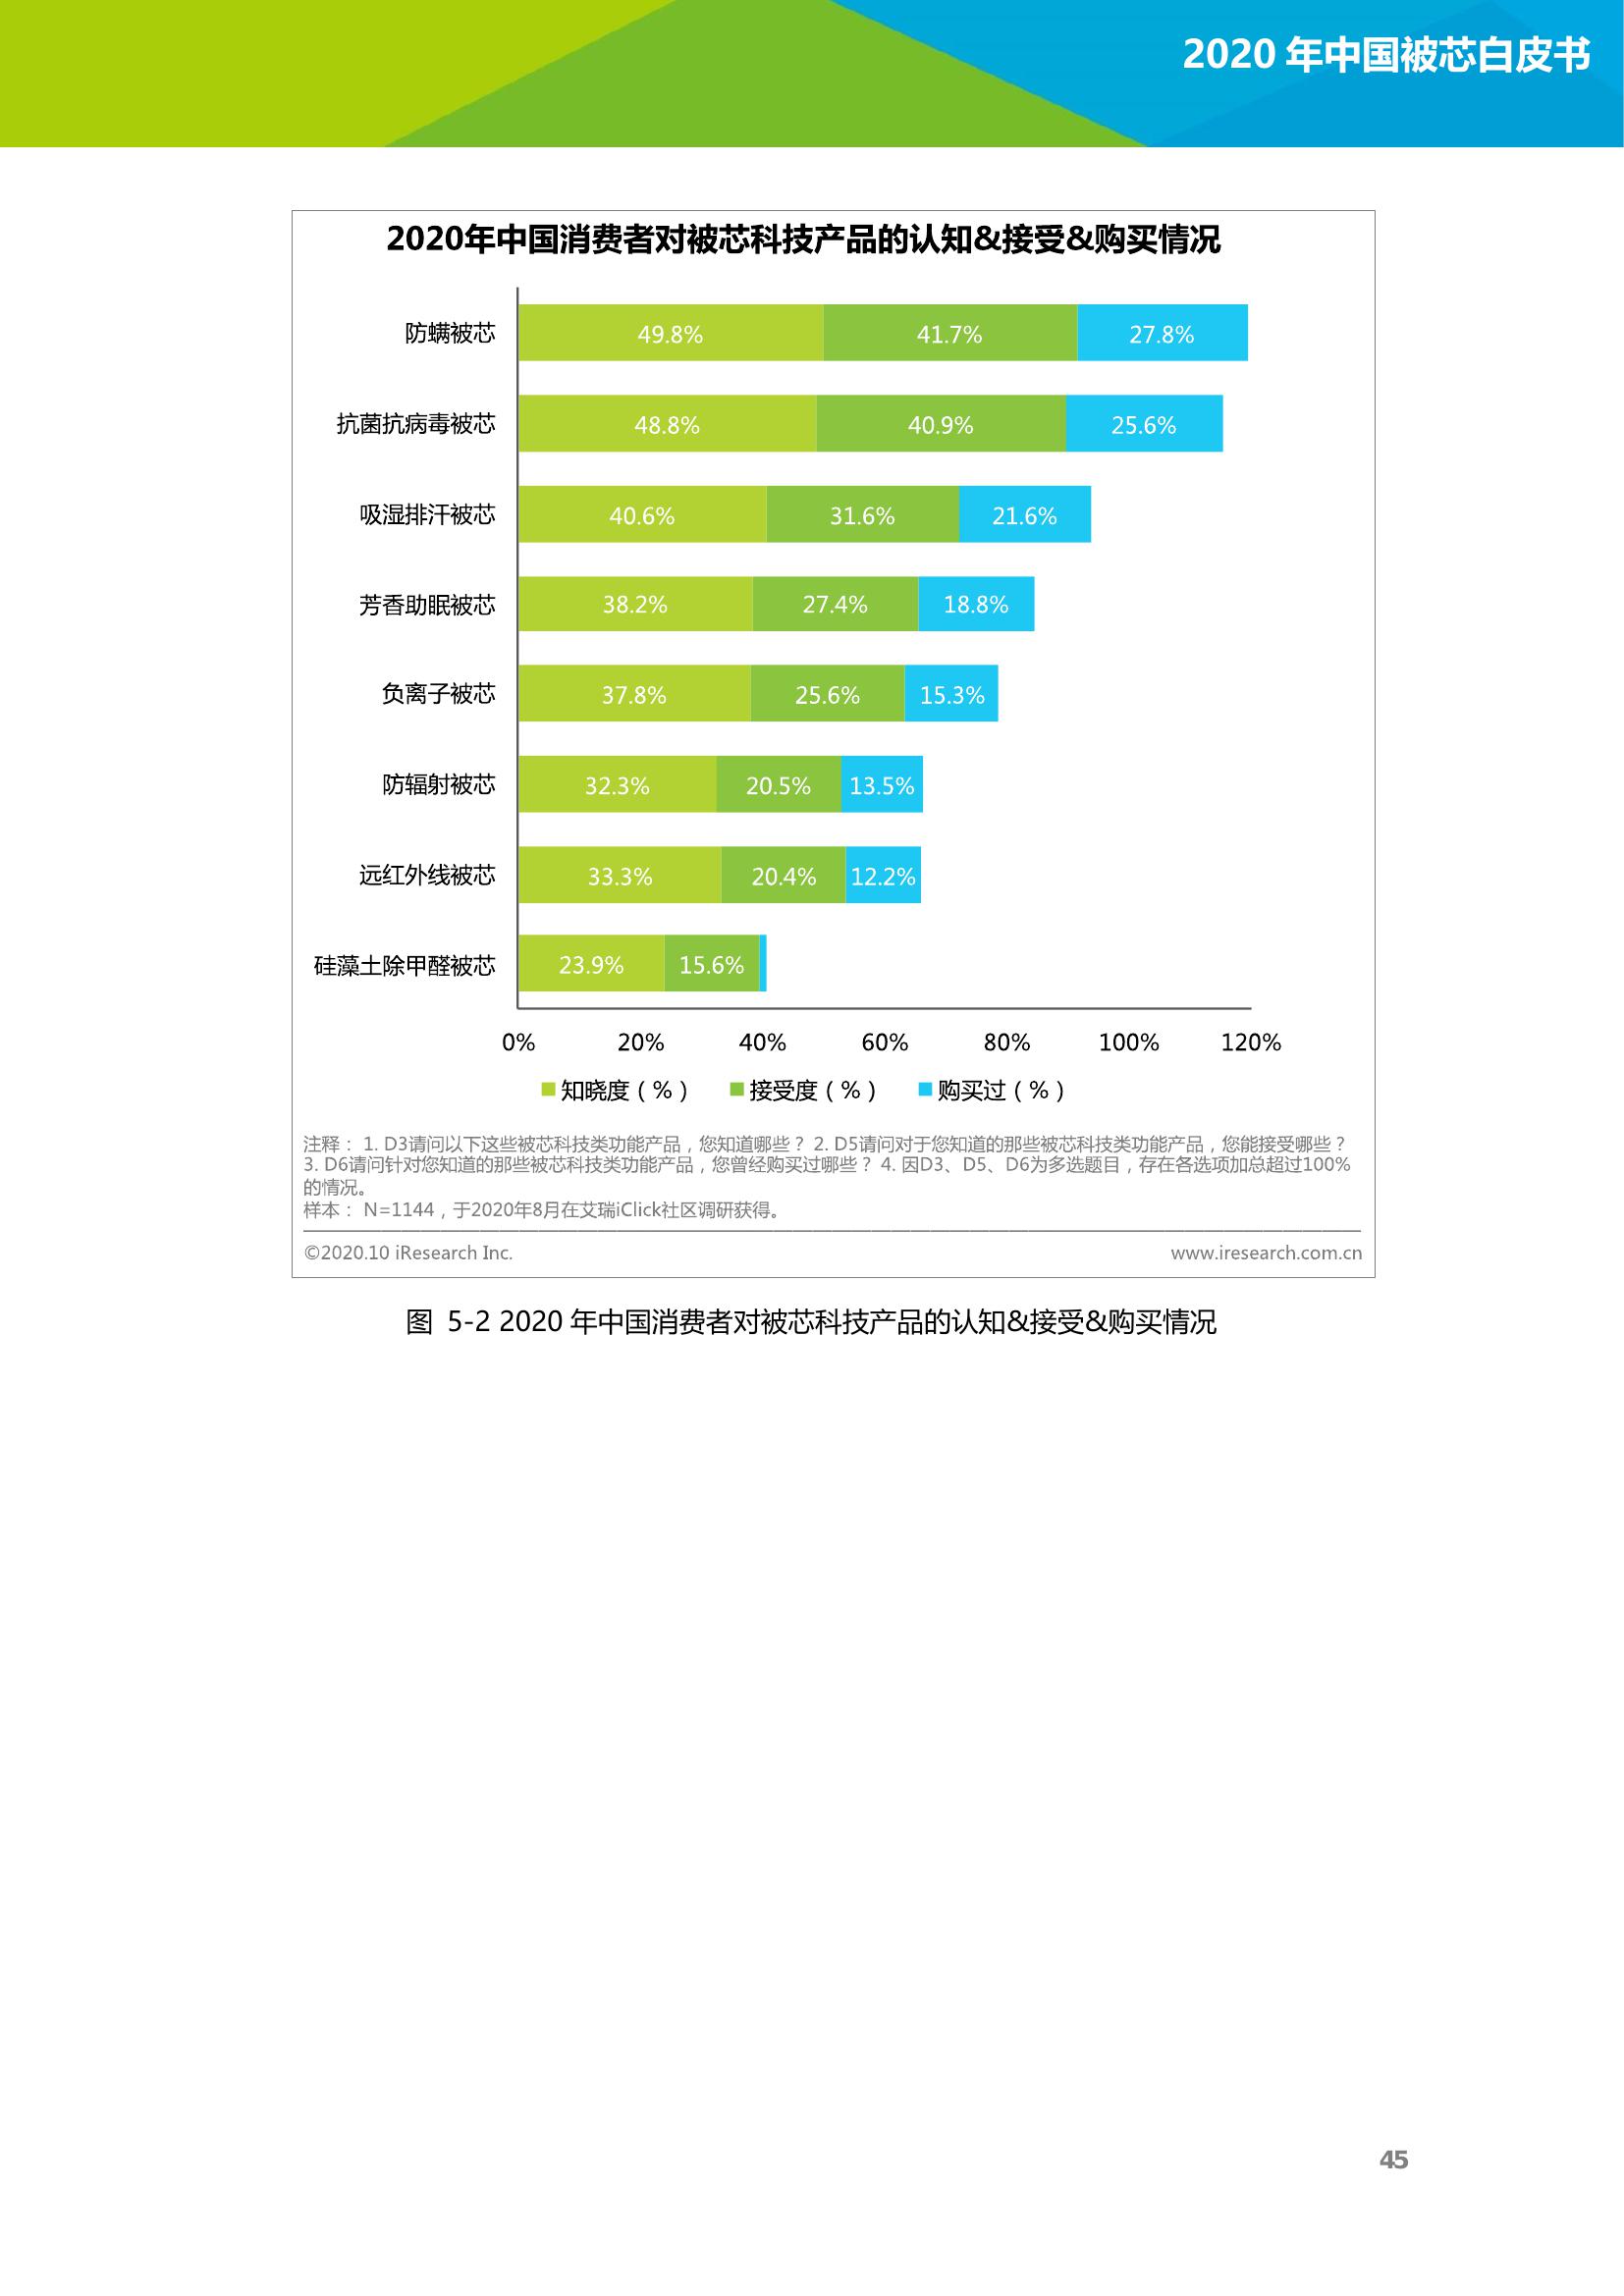 2020 年中国被芯白皮书
2020年中国消费者对被芯科技产品的认知&接受&购买情况
防螨被芯 49.8% 41.7% 27.8%
抗菌抗病毒被芯 48.8% 40.9% 25.6%
吸湿排汗被芯 40.6% 31.6% 21.6%
芳香助眠被芯 38.2% 27.4% 18.8%
负离子被芯 37.8% 25.6% 15.3%
防辐射被芯 32.3% 20.5% 13.5%
远红外线被芯 33.3% 20.4% 12.2%
硅藻土除甲醛被芯 23.9% 15.6%
0% 20% 40% 60% 80% 100% 120%
知晓度（%） 接受度（%） 购买过（%）
注释： 1. D3请问以下这些被芯科技类功能产品，您知道哪些？ 2. D5请问对于您知道的那些被芯科技类功能产品，您能接受哪些？
3. D6请问针对您知道的那些被芯科技类功能产品，您曾经购买过哪些？ 4. 因D3、D5、D6为多选题目，存在各选项加总超过100%
的情况。
样本： N=1144，于2020年8月在艾瑞iClick社区调研获得。
©2020.10 iResearch Inc. www.iresearch.com.cn
图 5-2 2020 年中国消费者对被芯科技产品的认知&接受&购买情况
45